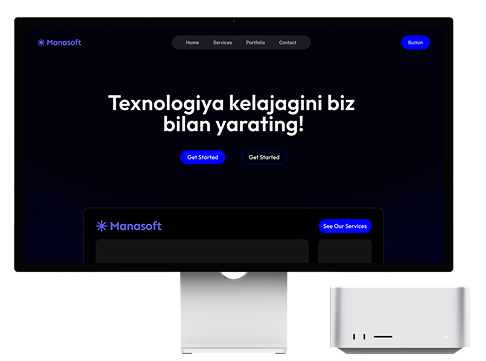 Manasoft
Home Services Portfolio Contact
Button
Texnologiya kelajagini biz
bilan yarating!
Get Started Get Started
Manasoft
See Our Services